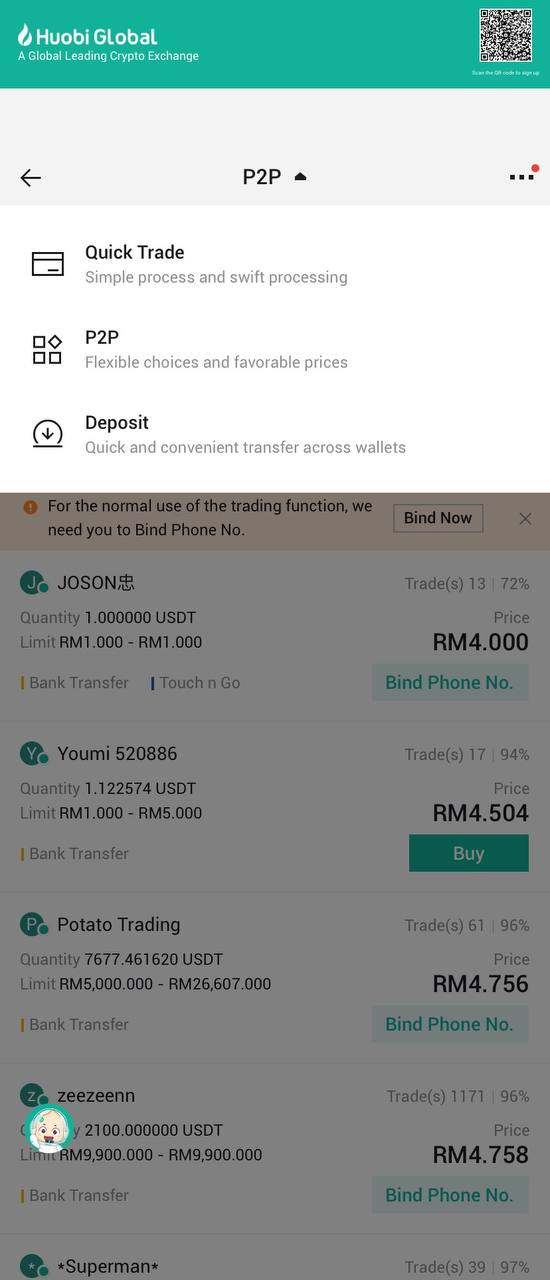 Huobi Global
A Global Leading Crypto Exchange
Scan the QR code to sign up
P2P
Quick Trade
Simple process and swift processing
P2P
Flexible choices and favorable prices
Deposit
Quick and convenient transfer across wallets
For the normal use of the trading function, we
need you to Bind Phone No.
Bind Now
J JOSON忠
Trade(s) 13 | 72%
Quantity 1.000000 USDT
Price
Limit RM1.000 - RM1.000
RM4.000
Bank Transfer
Touch n Go
Bind Phone No.
Y Youmi 520886
Trade(s) 17 | 94%
Quantity 1.122574 USDT
Price
Limit RM1.000 - RM5.000
RM4.504
Bank Transfer
Buy
P Potato Trading
Trade(s) 61 | 96%
Quantity 7677.461620 USDT
Price
Limit RM5,000.000 - RM26,607.000
RM4.756
Bank Transfer
Bind Phone No.
z zeezeenn
Trade(s) 1171 | 96%
2100.000000 USDT
Price
Limit RM9,900.000 - RM9,900.000
RM4.758
Bank Transfer
Bind Phone No.
* *Superman*
Trade(s) 39 | 97%